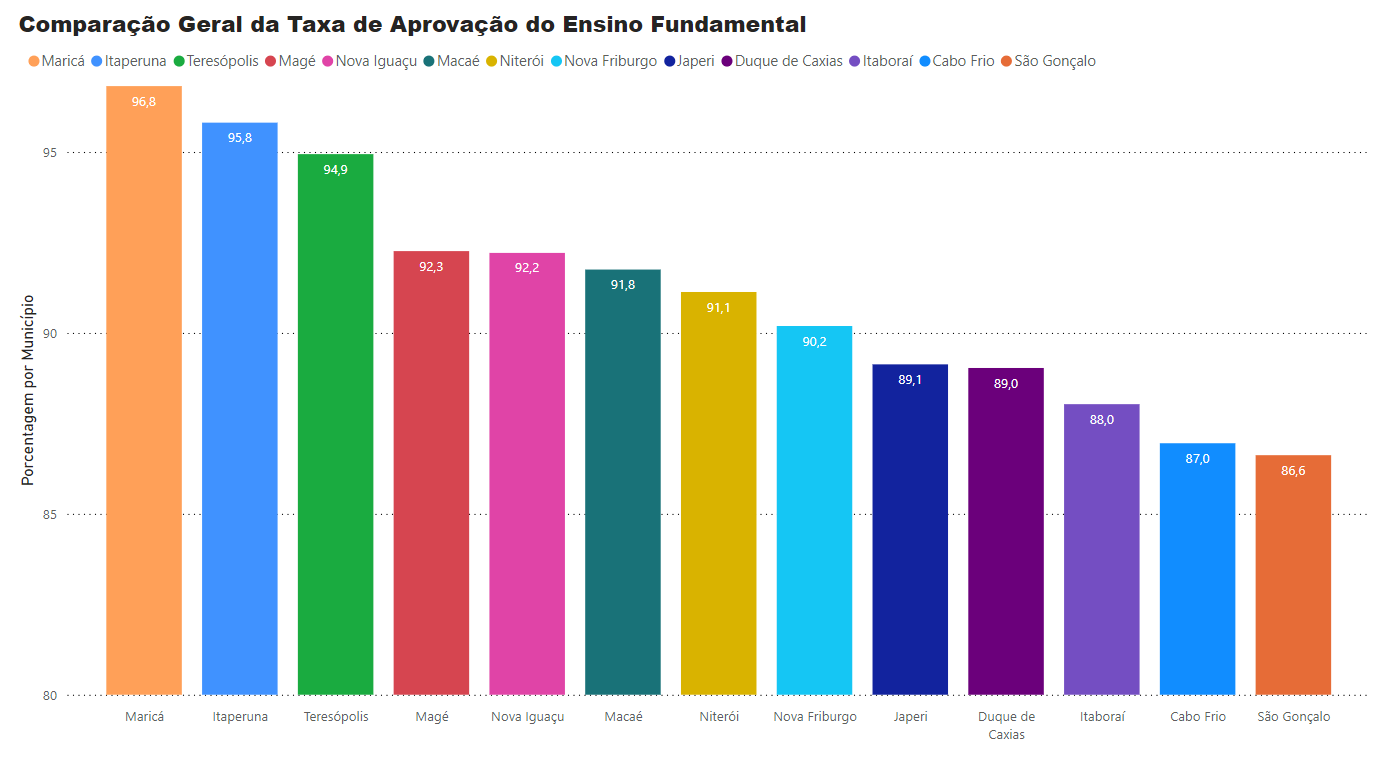 Comparação Geral da Taxa de Aprovação do Ensino Fundamental
Maricá Itaperuna Teresópolis Magé Nova Iguaçu Macaé Niterói Nova Friburgo Japeri Duque de Caxias Itaboraí Cabo Frio São Gonçalo
Porcentagem por Município
95
90
85
80
96,8
95,8
94,9
92,3
92,2
91,8
91,1
90,2
89,1
89,0
88,0
87,0
86,6
Maricá
Itaperuna
Teresópolis
Magé
Nova Iguaçu
Macaé
Niterói
Nova Friburgo
Japeri
Duque de
Caxias
Itaboraí
Cabo Frio
São Gonçalo